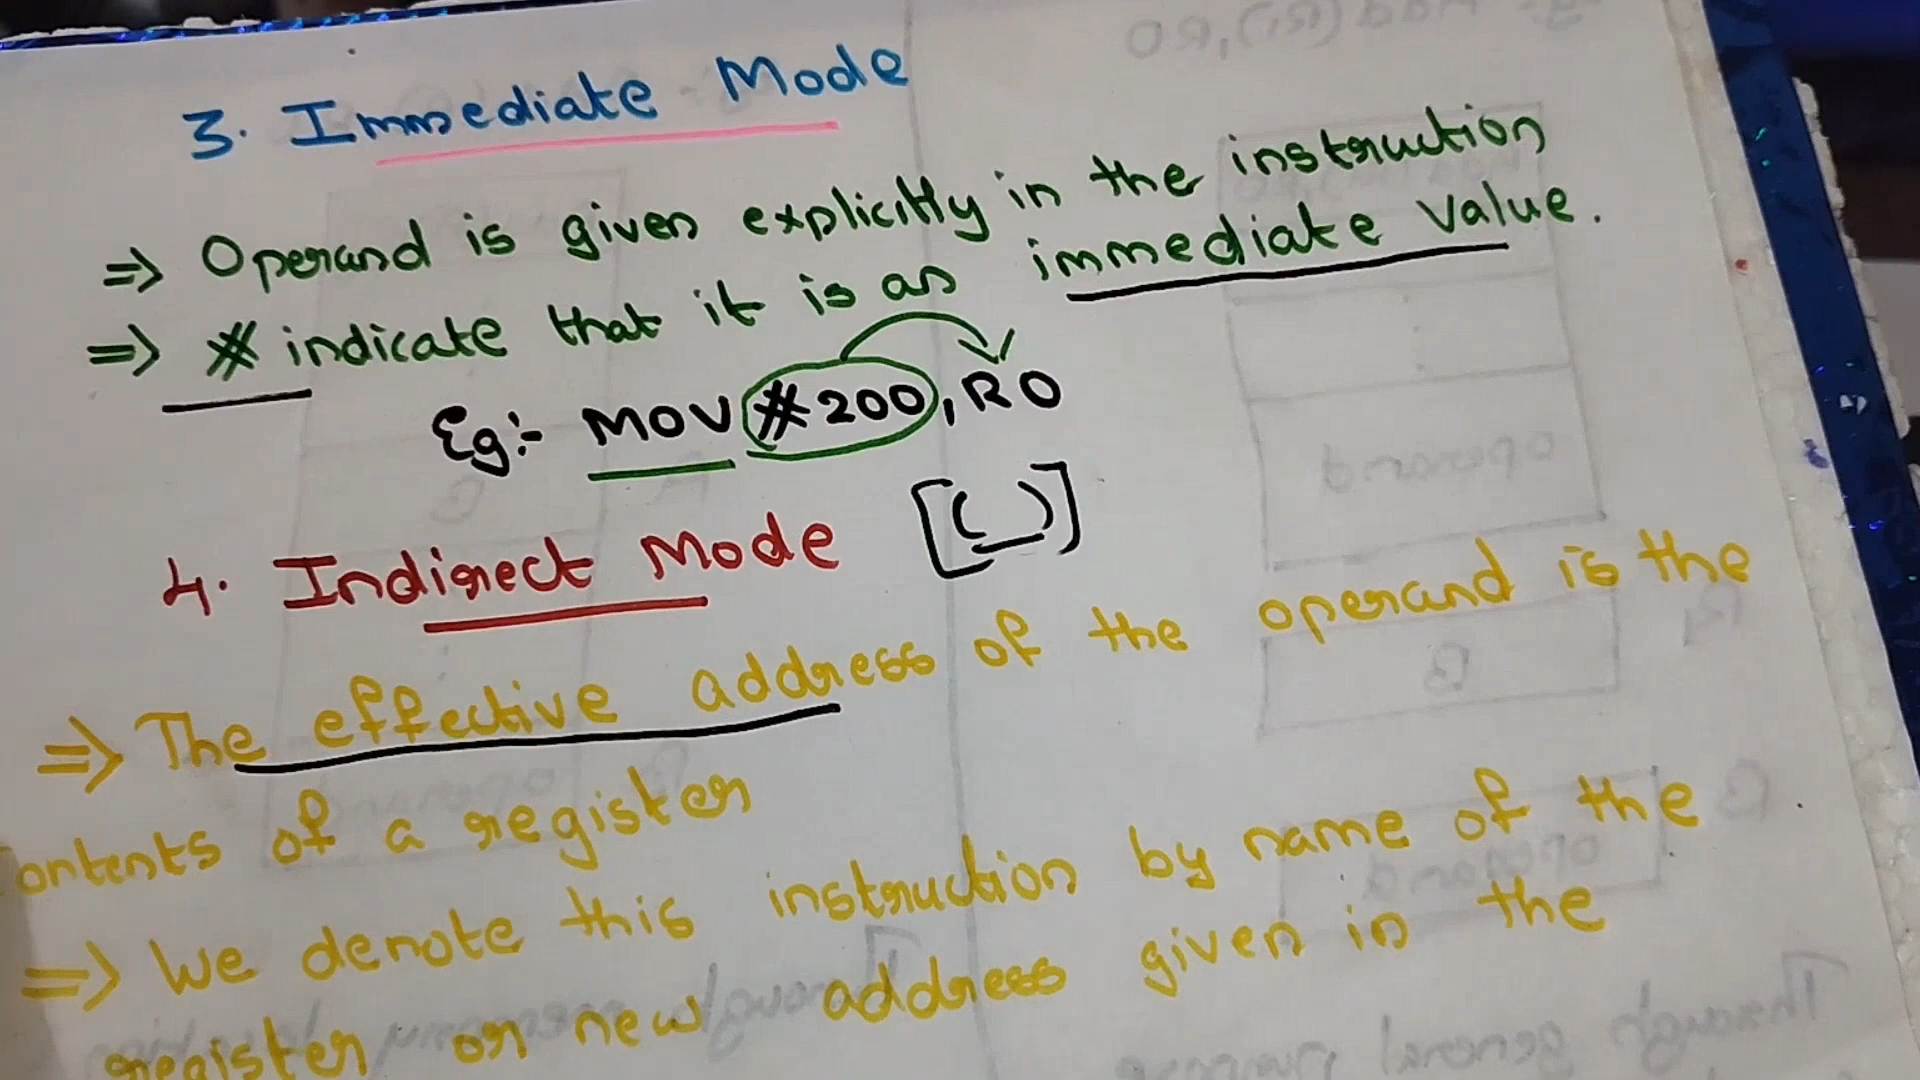 3. Immediate Mode
=> Operand is given explicitly in the instruction
=> # indicate that it is an immediate value.
Eg:- MOV #200, R0
4. Indirect Mode [(_)]
=> The effective address of the operand is the
contents of a register
=> We denote this instruction by name of the
register or new address given in the